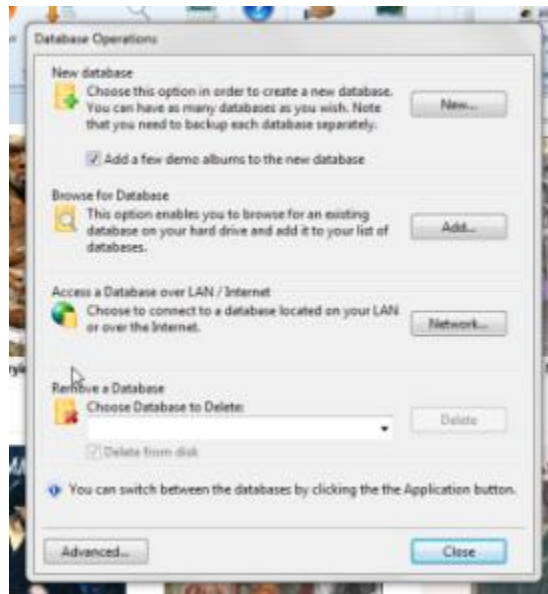 Database Operations
New database
Choose this option in order to create a new database.
You can have as many databases as you wish. Note
that you need to backup each database separately.
New...
Add a few demo albums to the new database
Browse for Database
This option enables you to browse for an existing
database on your hard drive and add it to your list of
databases.
Add...
Access a Database over LAN / Internet
Choose to connect to a database located on your LAN
or over the Internet.
Network...
Remove a Database
Choose Database to Delete:
Delete
Delete from disk
You can switch between the databases by clicking the the Application button.
Advanced...
Close